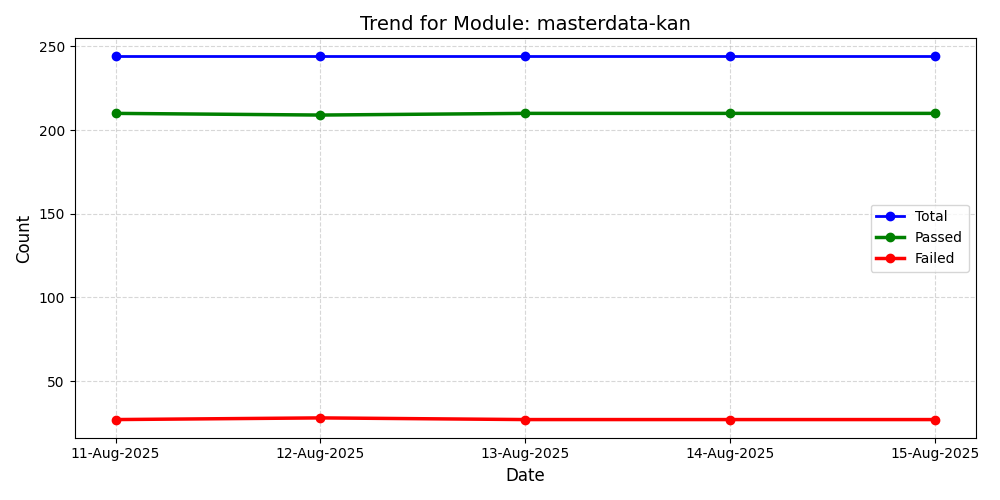 Trend for Module: masterdata-kan
250
200
150
100
50
Count
Total
Passed
Failed
11-Aug-2025
12-Aug-2025
13-Aug-2025
14-Aug-2025
15-Aug-2025
Date